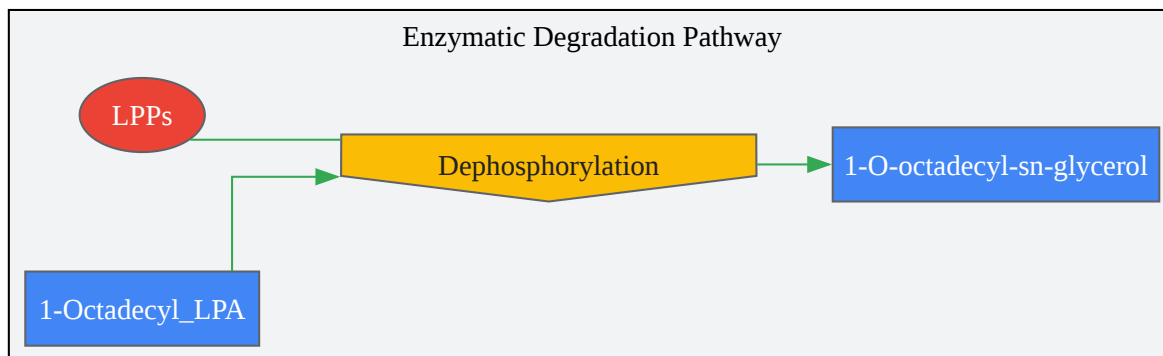 Enzymatic Degradation Pathway
LPPs
Dephosphorylation
1-O-octadecyl-sn-glycerol
1-Octadecyl_LPA